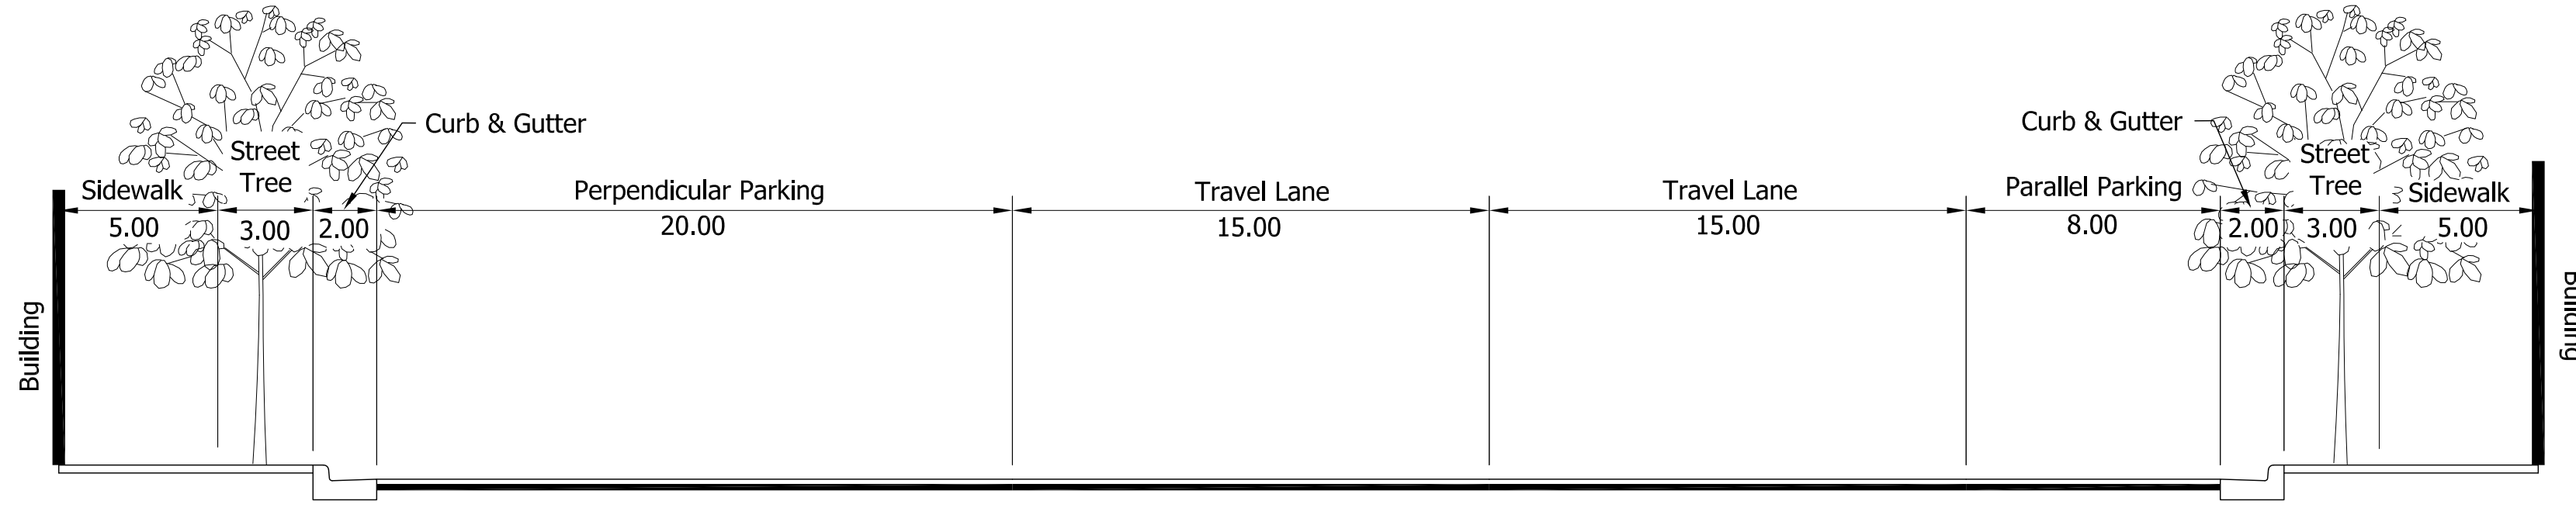 Curb & Gutter
Curb & Gutter
Street
Tree
Street
Tree
Sidewalk
Perpendicular Parking
Travel Lane
Travel Lane
Parallel Parking
Sidewalk
5.00
3.00
2.00
20.00
15.00
15.00
8.00
2.00
3.00
5.00
Building
Building